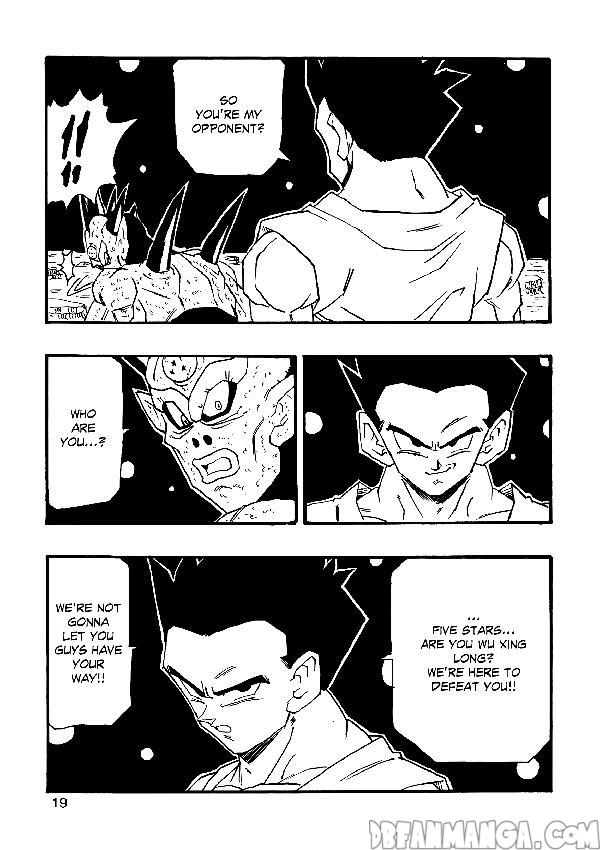 SO
YOU'RE MY
OPPONENT?
!!
WHO
ARE
YOU...?
...
FIVE STARS...
ARE YOU WU XING
LONG?
WE'RE HERE TO
DEFEAT YOU!!
WE'RE NOT
GONNA
LET YOU
GUYS HAVE
YOUR
WAY!!
19
DBFANMANGA.COM